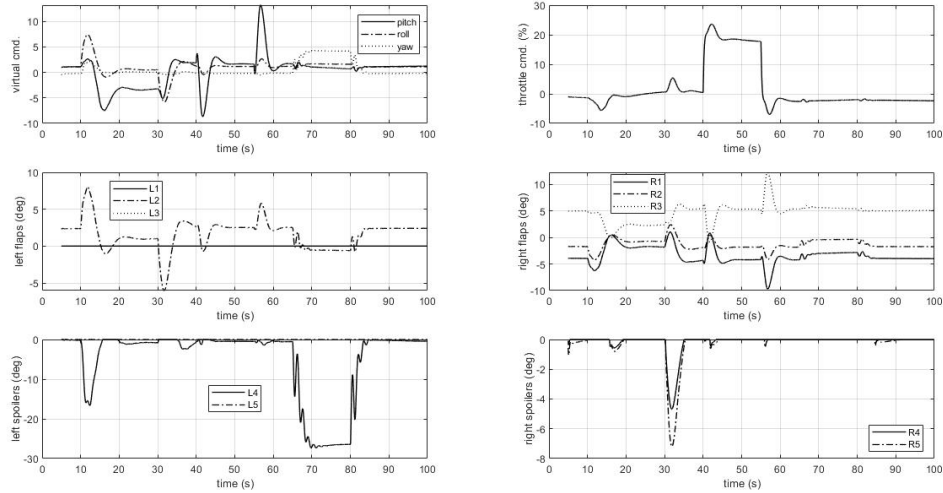 virtual cmd.
15
10
5
0
-5
-10
pitch
roll
yaw
0 10 20 30 40 50 60 70 80 90 100
time (s)
throttle cmd. (%)
30
20
10
0
-10
0 10 20 30 40 50 60 70 80 90 100
time (s)
left flaps (deg)
10
5
0
-5
L1
L2
L3
0 10 20 30 40 50 60 70 80 90 100
time (s)
right flaps (deg)
10
5
0
-5
-10
R1
R2
R3
0 10 20 30 40 50 60 70 80 90 100
time (s)
left spoilers (deg)
0
-10
-20
-30
L4
L5
0 10 20 30 40 50 60 70 80 90 100
time (s)
right spoilers (deg)
0
-2
-4
-6
-8
R4
R5
0 10 20 30 40 50 60 70 80 90 100
time (s)